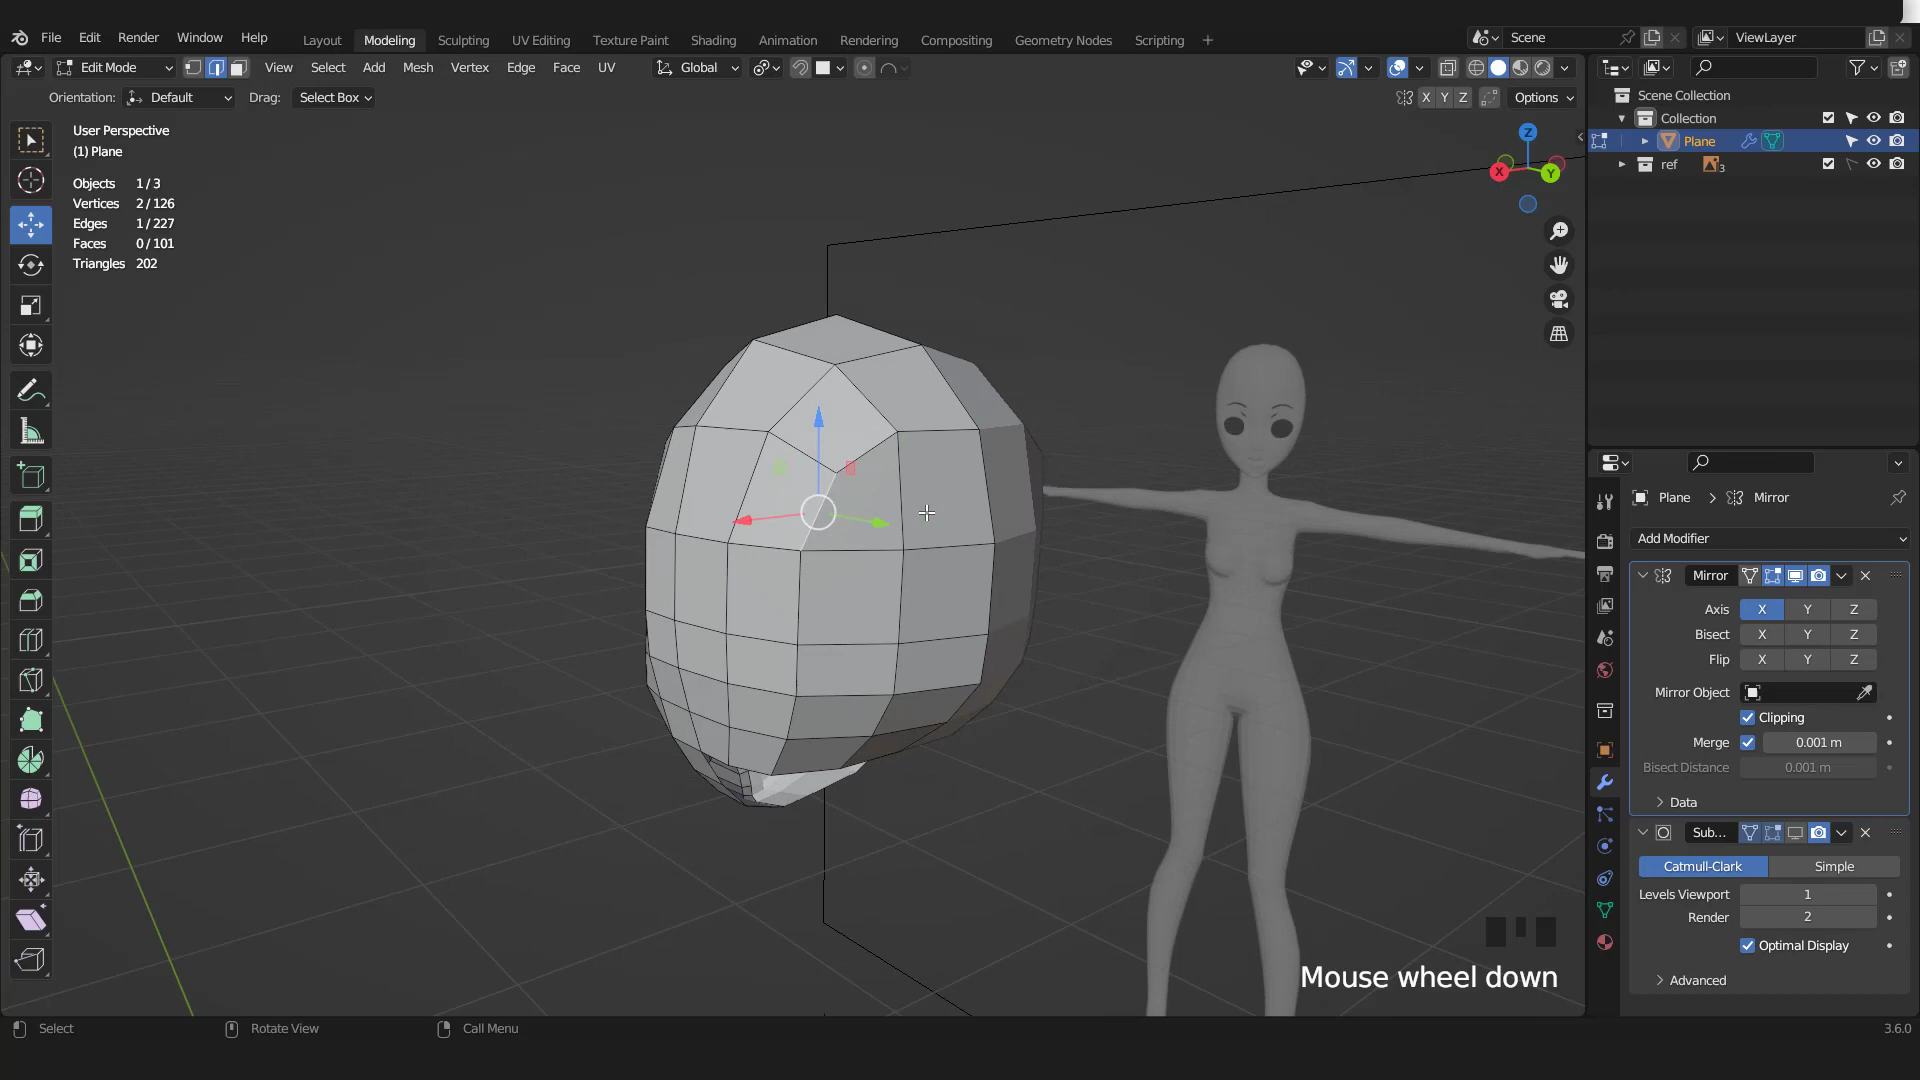 File Edit Render Window Help Layout Modeling Sculpting UV Editing Texture Paint Shading Animation Rendering Compositing Geometry Nodes Scripting + Scene ViewLayer
Edit Mode View Select Add Mesh Vertex Edge Face UV Global
Orientation: Default Drag: Select Box X Y Z Options
User Perspective
(1) Plane
Objects 1 / 3
Vertices 2 / 126
Edges 1 / 227
Faces 0 / 101
Triangles 202
Z
X Y
Scene Collection
Collection
Plane
ref 3
Plane > Mirror
Add Modifier
Mirror
Axis X Y Z
Bisect X Y Z
Flip X Y Z
Mirror Object
Clipping
Merge 0.001 m
Bisect Distance 0.001 m
Data
Sub...
Catmull-Clark Simple
Levels Viewport 1
Render 2
Optimal Display
Advanced
Mouse wheel down
Select Rotate View Call Menu 3.6.0